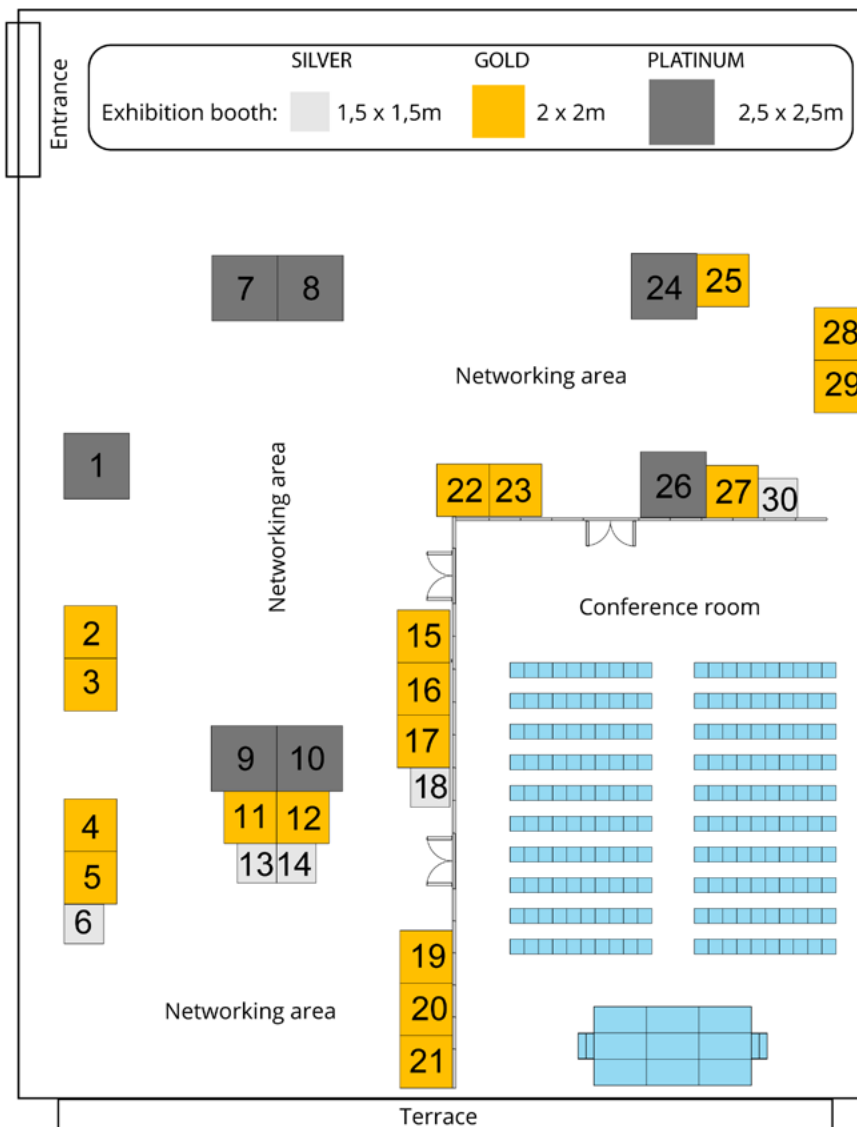 SILVER GOLD PLATINUM
Entrance
Exhibition booth: 1,5 x 1,5m 2 x 2m 2,5 x 2,5m
7 8 24 25
28
Networking area
29
1
Networking area
22 23 26 27 30
Conference room
2 15
3 16
17
9 10
18
4 11 12
5 13 14
6
19
Networking area 20
21
Terrace